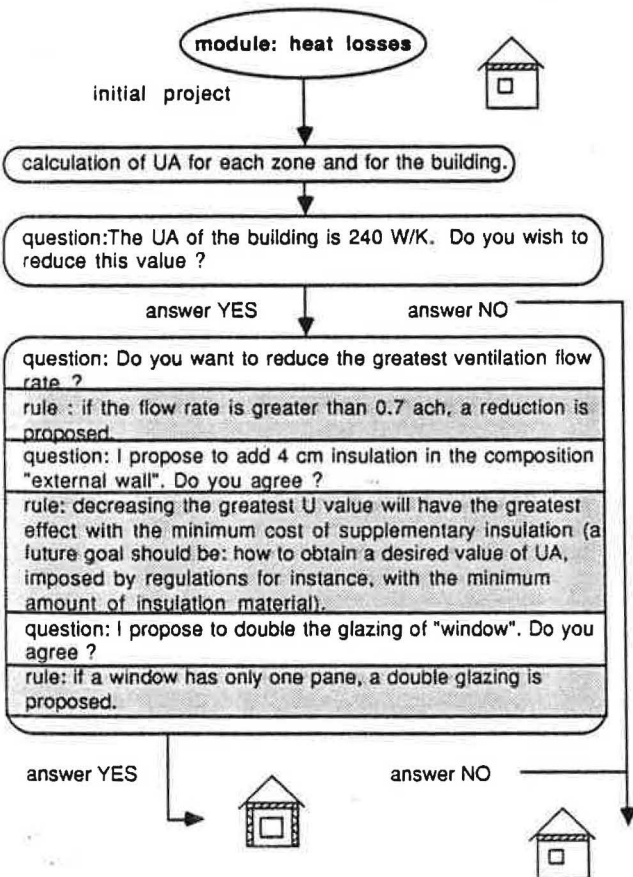 module: heat losses
initial project
calculation of UA for each zone and for the building.
question:The UA of the building is 240 W/K. Do you wish to
reduce this value ?
answer YES
answer NO
question: Do you want to reduce the greatest ventilation flow
rate ?
rule : if the flow rate is greater than 0.7 ach, a reduction is
proposed.
question: I propose to add 4 cm insulation in the composition
"external wall". Do you agree ?
rule: decreasing the greatest U value will have the greatest
effect with the minimum cost of supplementary insulation (a
future goal should be: how to obtain a desired value of UA,
imposed by regulations for instance, with the minimum
amount of insulation material).
question: I propose to double the glazing of "window". Do you
agree ?
rule: if a window has only one pane, a double glazing is
proposed.
answer YES
answer NO